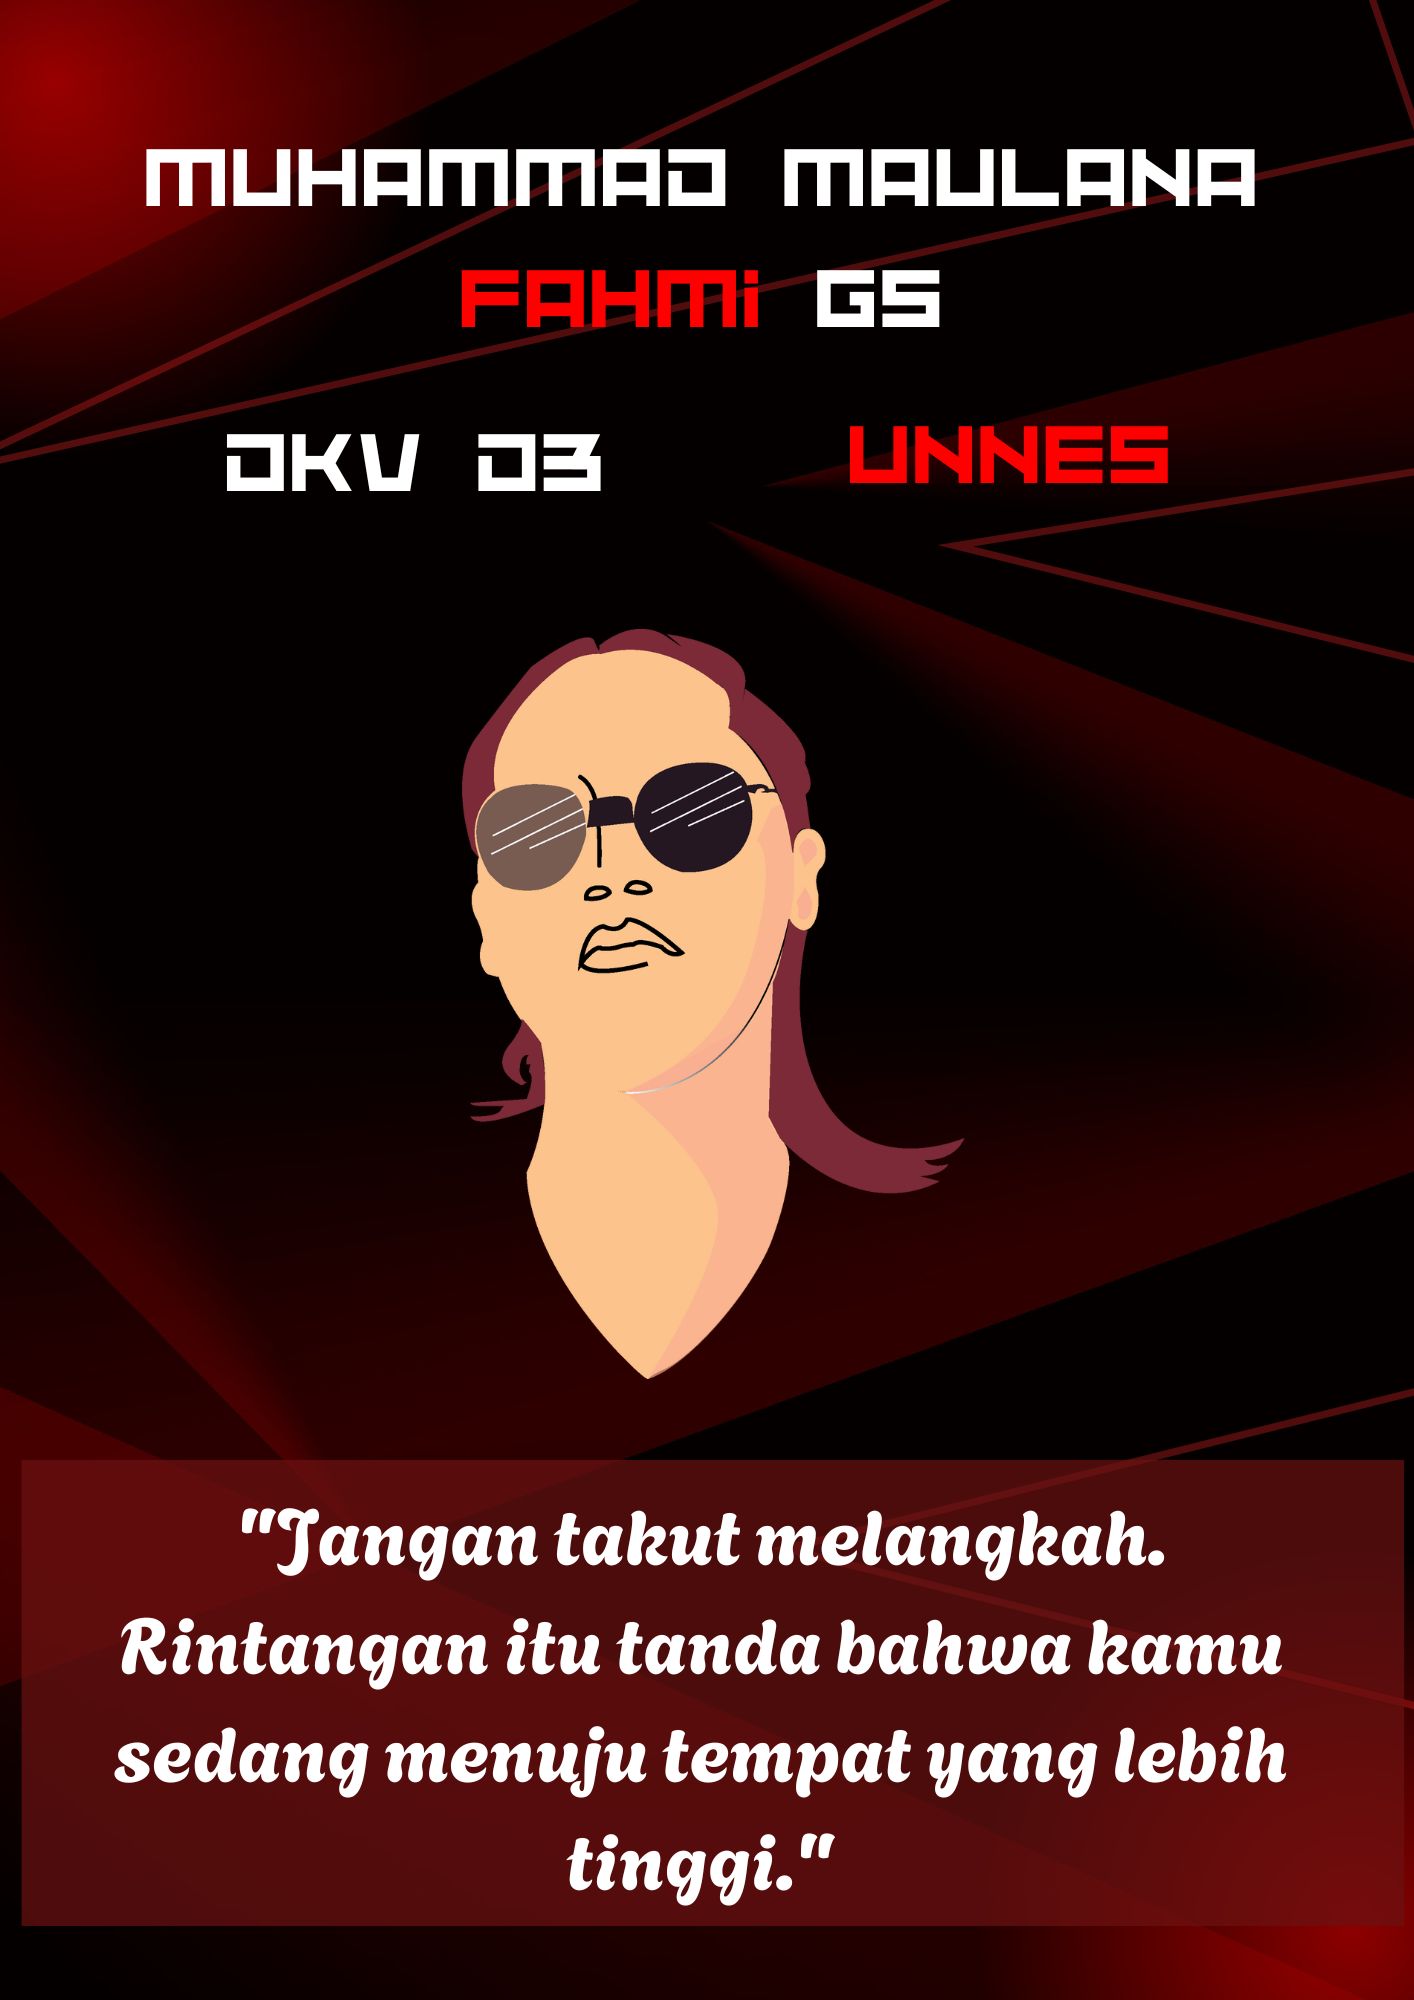 MUHAMMAD MAULANA
FAHMi GS
DKV D3
UNNES
"Jangan takut melangkah.
Rintangan itu tanda bahwa kamu
sedang menuju tempat yang lebih
tinggi."